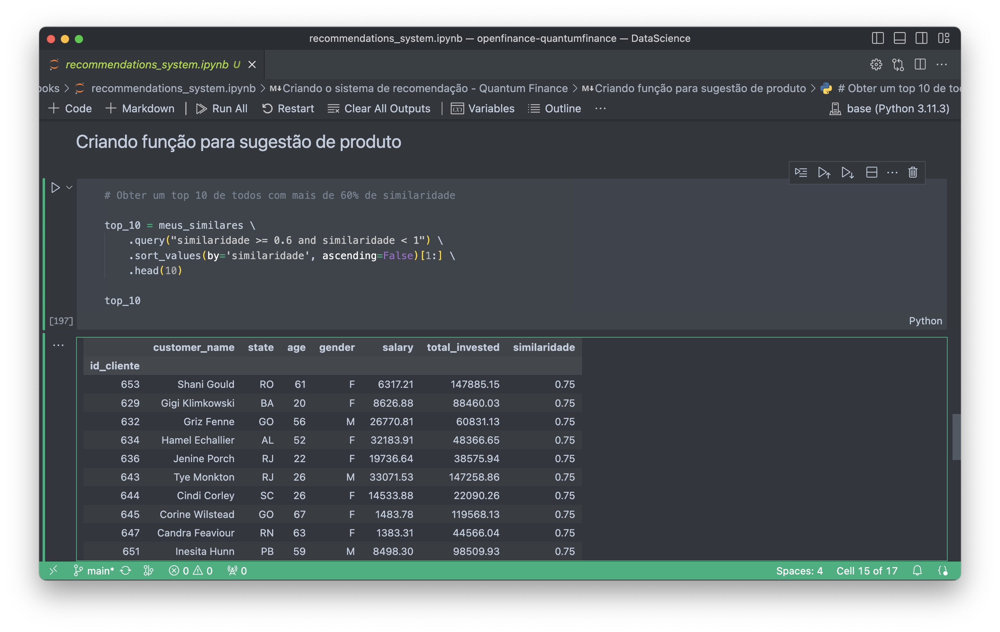 recommendations_system.ipynb — openfinance-quantumfinance — DataScience
recommendations_system.ipynb U
ooks > recommendations_system.ipynb > M↓Criando o sistema de recomendação - Quantum Finance > M↓Criando função para sugestão de produto > # Obter um top 10 de to
+ Code + Markdown | Run All Restart Clear All Outputs | Variables Outline ··· base (Python 3.11.3)
Criando função para sugestão de produto
# Obter um top 10 de todos com mais de 60% de similaridade
top_10 = meus_similares \
.query("similaridade >= 0.6 and similaridade < 1") \
.sort_values(by='similaridade', ascending=False)[1:] \
.head(10)
top_10
[197] Python
customer_name state age gender salary total_invested similaridade
id_cliente
653 Shani Gould RO 61 F 6317.21 147885.15 0.75
629 Gigi Klimkowski BA 20 F 8626.88 88460.03 0.75
632 Griz Fenne GO 56 M 26770.81 60831.13 0.75
634 Hamel Echallier AL 52 F 32183.91 48366.65 0.75
636 Jenine Porch RJ 22 F 19736.64 38575.94 0.75
643 Tye Monkton RJ 26 M 33071.53 147258.86 0.75
644 Cindi Corley SC 26 F 14533.88 22090.26 0.75
645 Corine Wilstead GO 67 F 1483.78 119568.13 0.75
647 Candra Feaviour RN 63 F 1383.31 44566.04 0.75
651 Inesita Hunn PB 59 M 8498.30 98509.93 0.75
main* 0 0 0 Spaces: 4 Cell 15 of 17